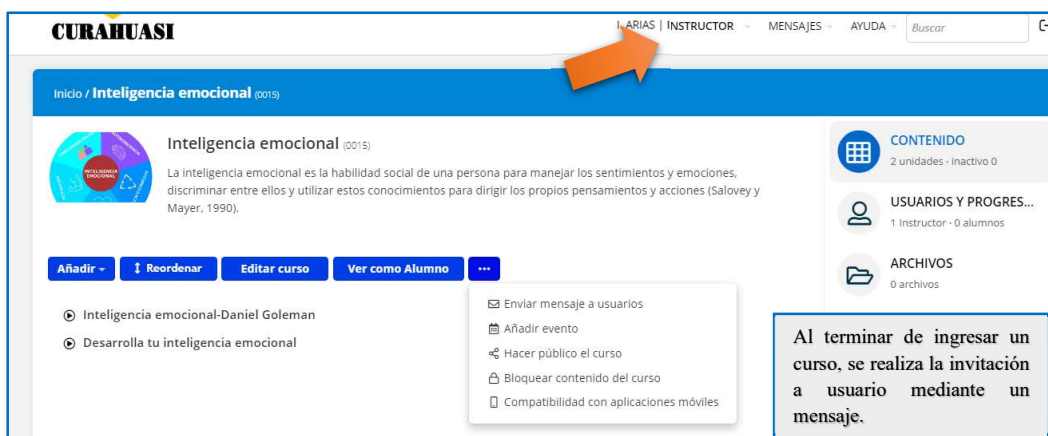 CURAHUASI
I. ARIAS | INSTRUCTOR
MENSAJES
AYUDA
Buscar
Inicio / Inteligencia emocional (0015)
INTELIGENCIA
EMOCIONAL
Inteligencia emocional (0015)
La inteligencia emocional es la habilidad social de una persona para manejar los sentimientos y emociones,
discriminar entre ellos y utilizar estos conocimientos para dirigir los propios pensamientos y acciones (Salovey y
Mayer, 1990).
CONTENIDO
2 unidades · inactivo 0
USUARIOS Y PROGRES...
1 Instructor · 0 alumnos
ARCHIVOS
0 archivos
Añadir
Reordenar
Editar curso
Ver como Alumno
...
Inteligencia emocional-Daniel Goleman
Desarrolla tu inteligencia emocional
Enviar mensaje a usuarios
Añadir evento
Hacer público el curso
Bloquear contenido del curso
Compatibilidad con aplicaciones móviles
Al terminar de ingresar un
curso, se realiza la invitación
a usuario mediante un
mensaje.